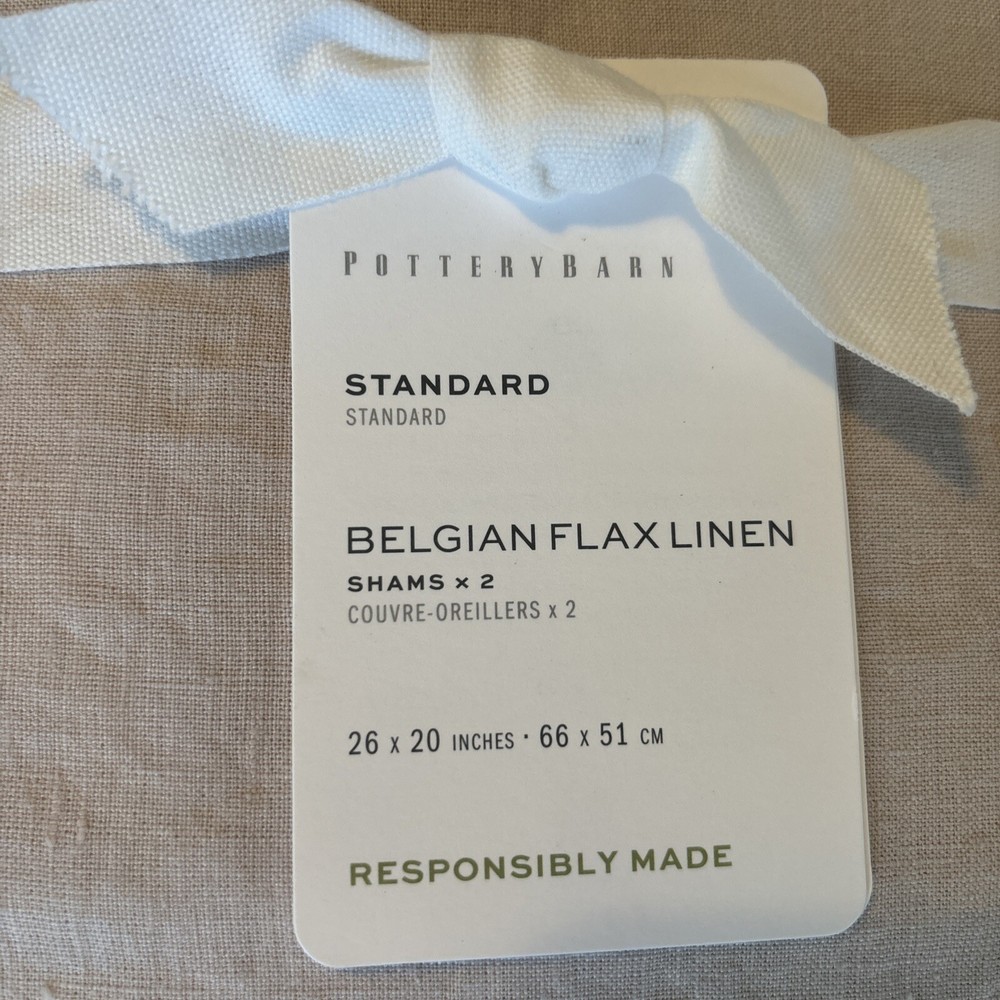 POTTERYBARN
STANDARD
STANDARD
BELGIAN FLAX LINEN
SHAMS x 2
COUVRE-OREILLERS x 2
26 x 20 INCHES · 66 x 51 CM
RESPONSIBLY MADE